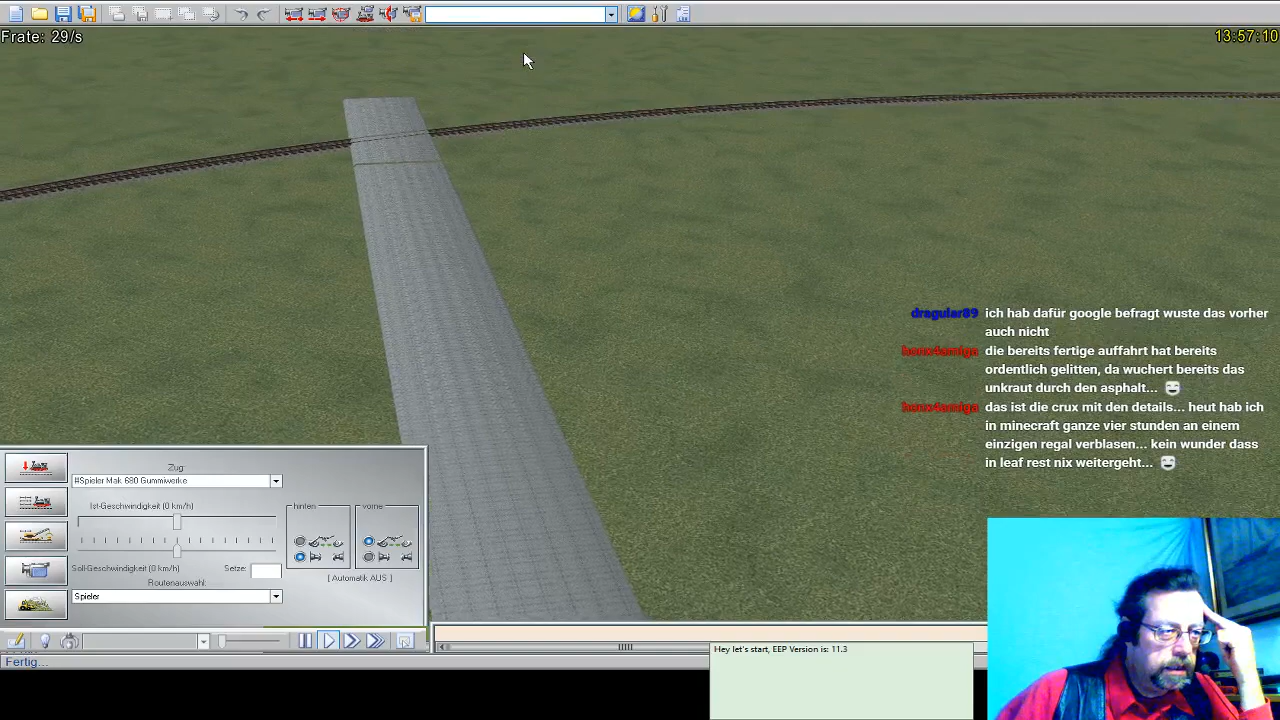 Frate: 29/s
13:57:10
dragular89 ich hab dafür google befragt wuste das vorher
auch nicht
die bereits fertige auffahrt hat bereits
ordentlich gelitten, da wuchert bereits das
unkraut durch den asphalt...
das ist die crux mit den details... heut hab ich
in minecraft ganze vier stunden an einem
einzigen regal verblasen... kein wunder dass
in leaf rest nix weitergeht...
Zug:
#Spieler Mak 680 Gummiwerke
Ist-Geschwindigkeit (0 km/h)
hinten
vorne
Soll-Geschwindigkeit (0 km/h)
Setze:
[ Automatik AUS ]
Routenauswahl:
Spieler
Fertig...
Hey let's start, EEP Version is: 11.3